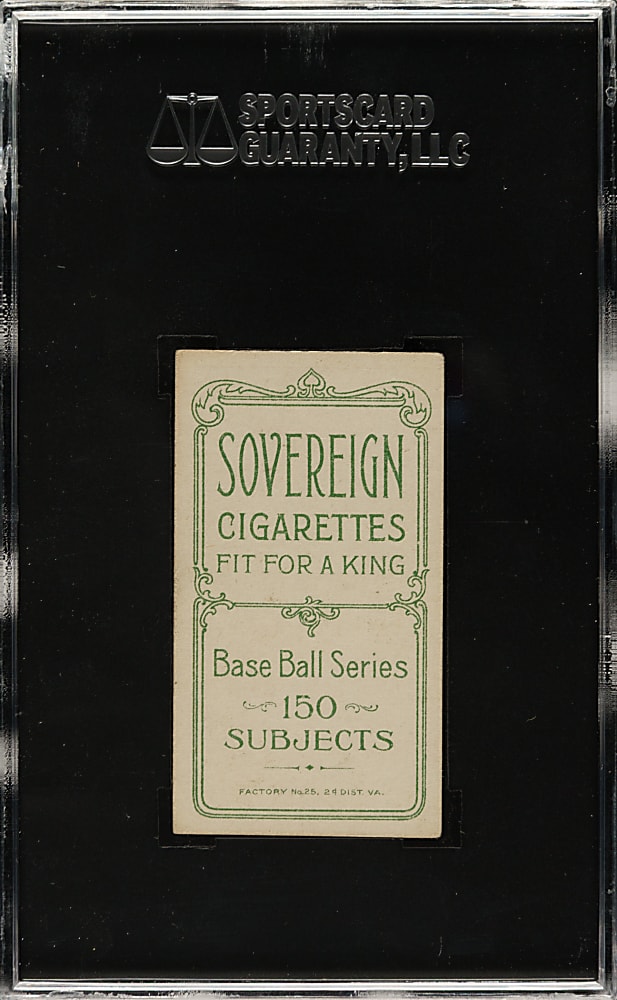 SPORTSCARD
GUARANTY, LLC
SOVEREIGN
CIGARETTES
FIT FOR A KING
Base Ball Series
150
SUBJECTS
FACTORY No. 25, 2d DIST. VA.